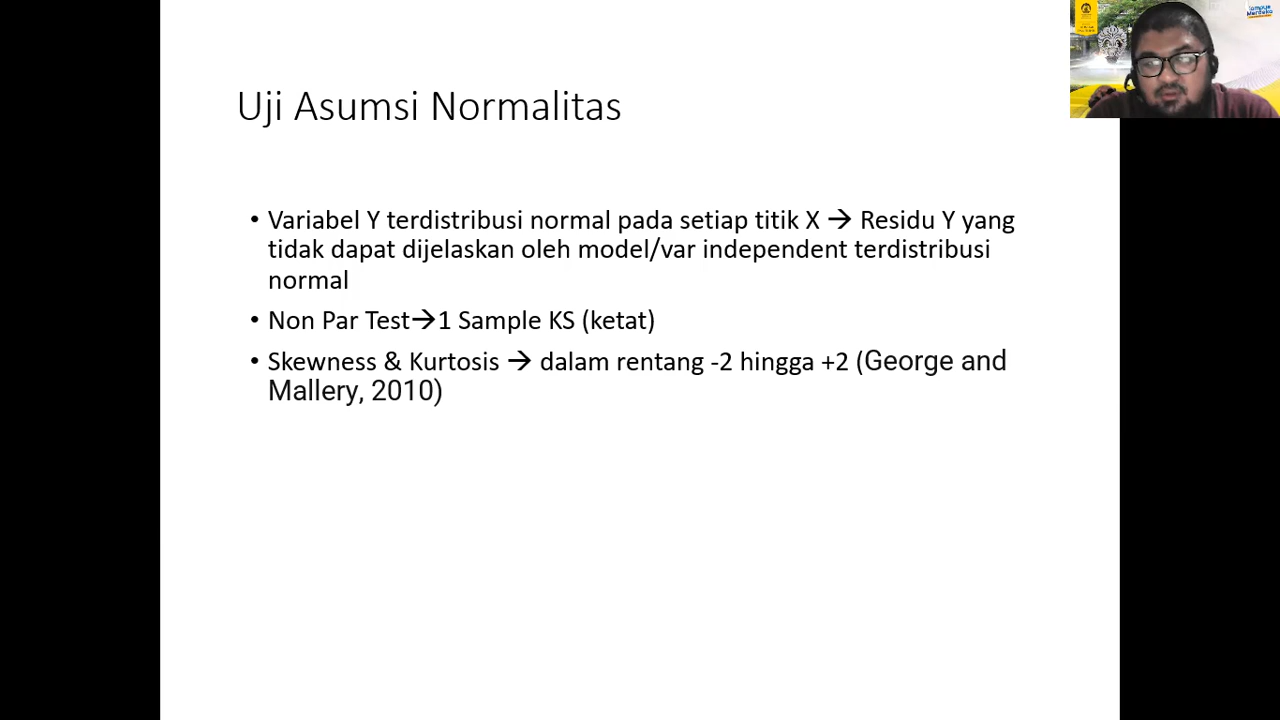 Uji Asumsi Normalitas
• Variabel Y terdistribusi normal pada setiap titik X → Residu Y yang
tidak dapat dijelaskan oleh model/var independent terdistribusi
normal
• Non Par Test→1 Sample KS (ketat)
• Skewness & Kurtosis → dalam rentang -2 hingga +2 (George and
Mallery, 2010)